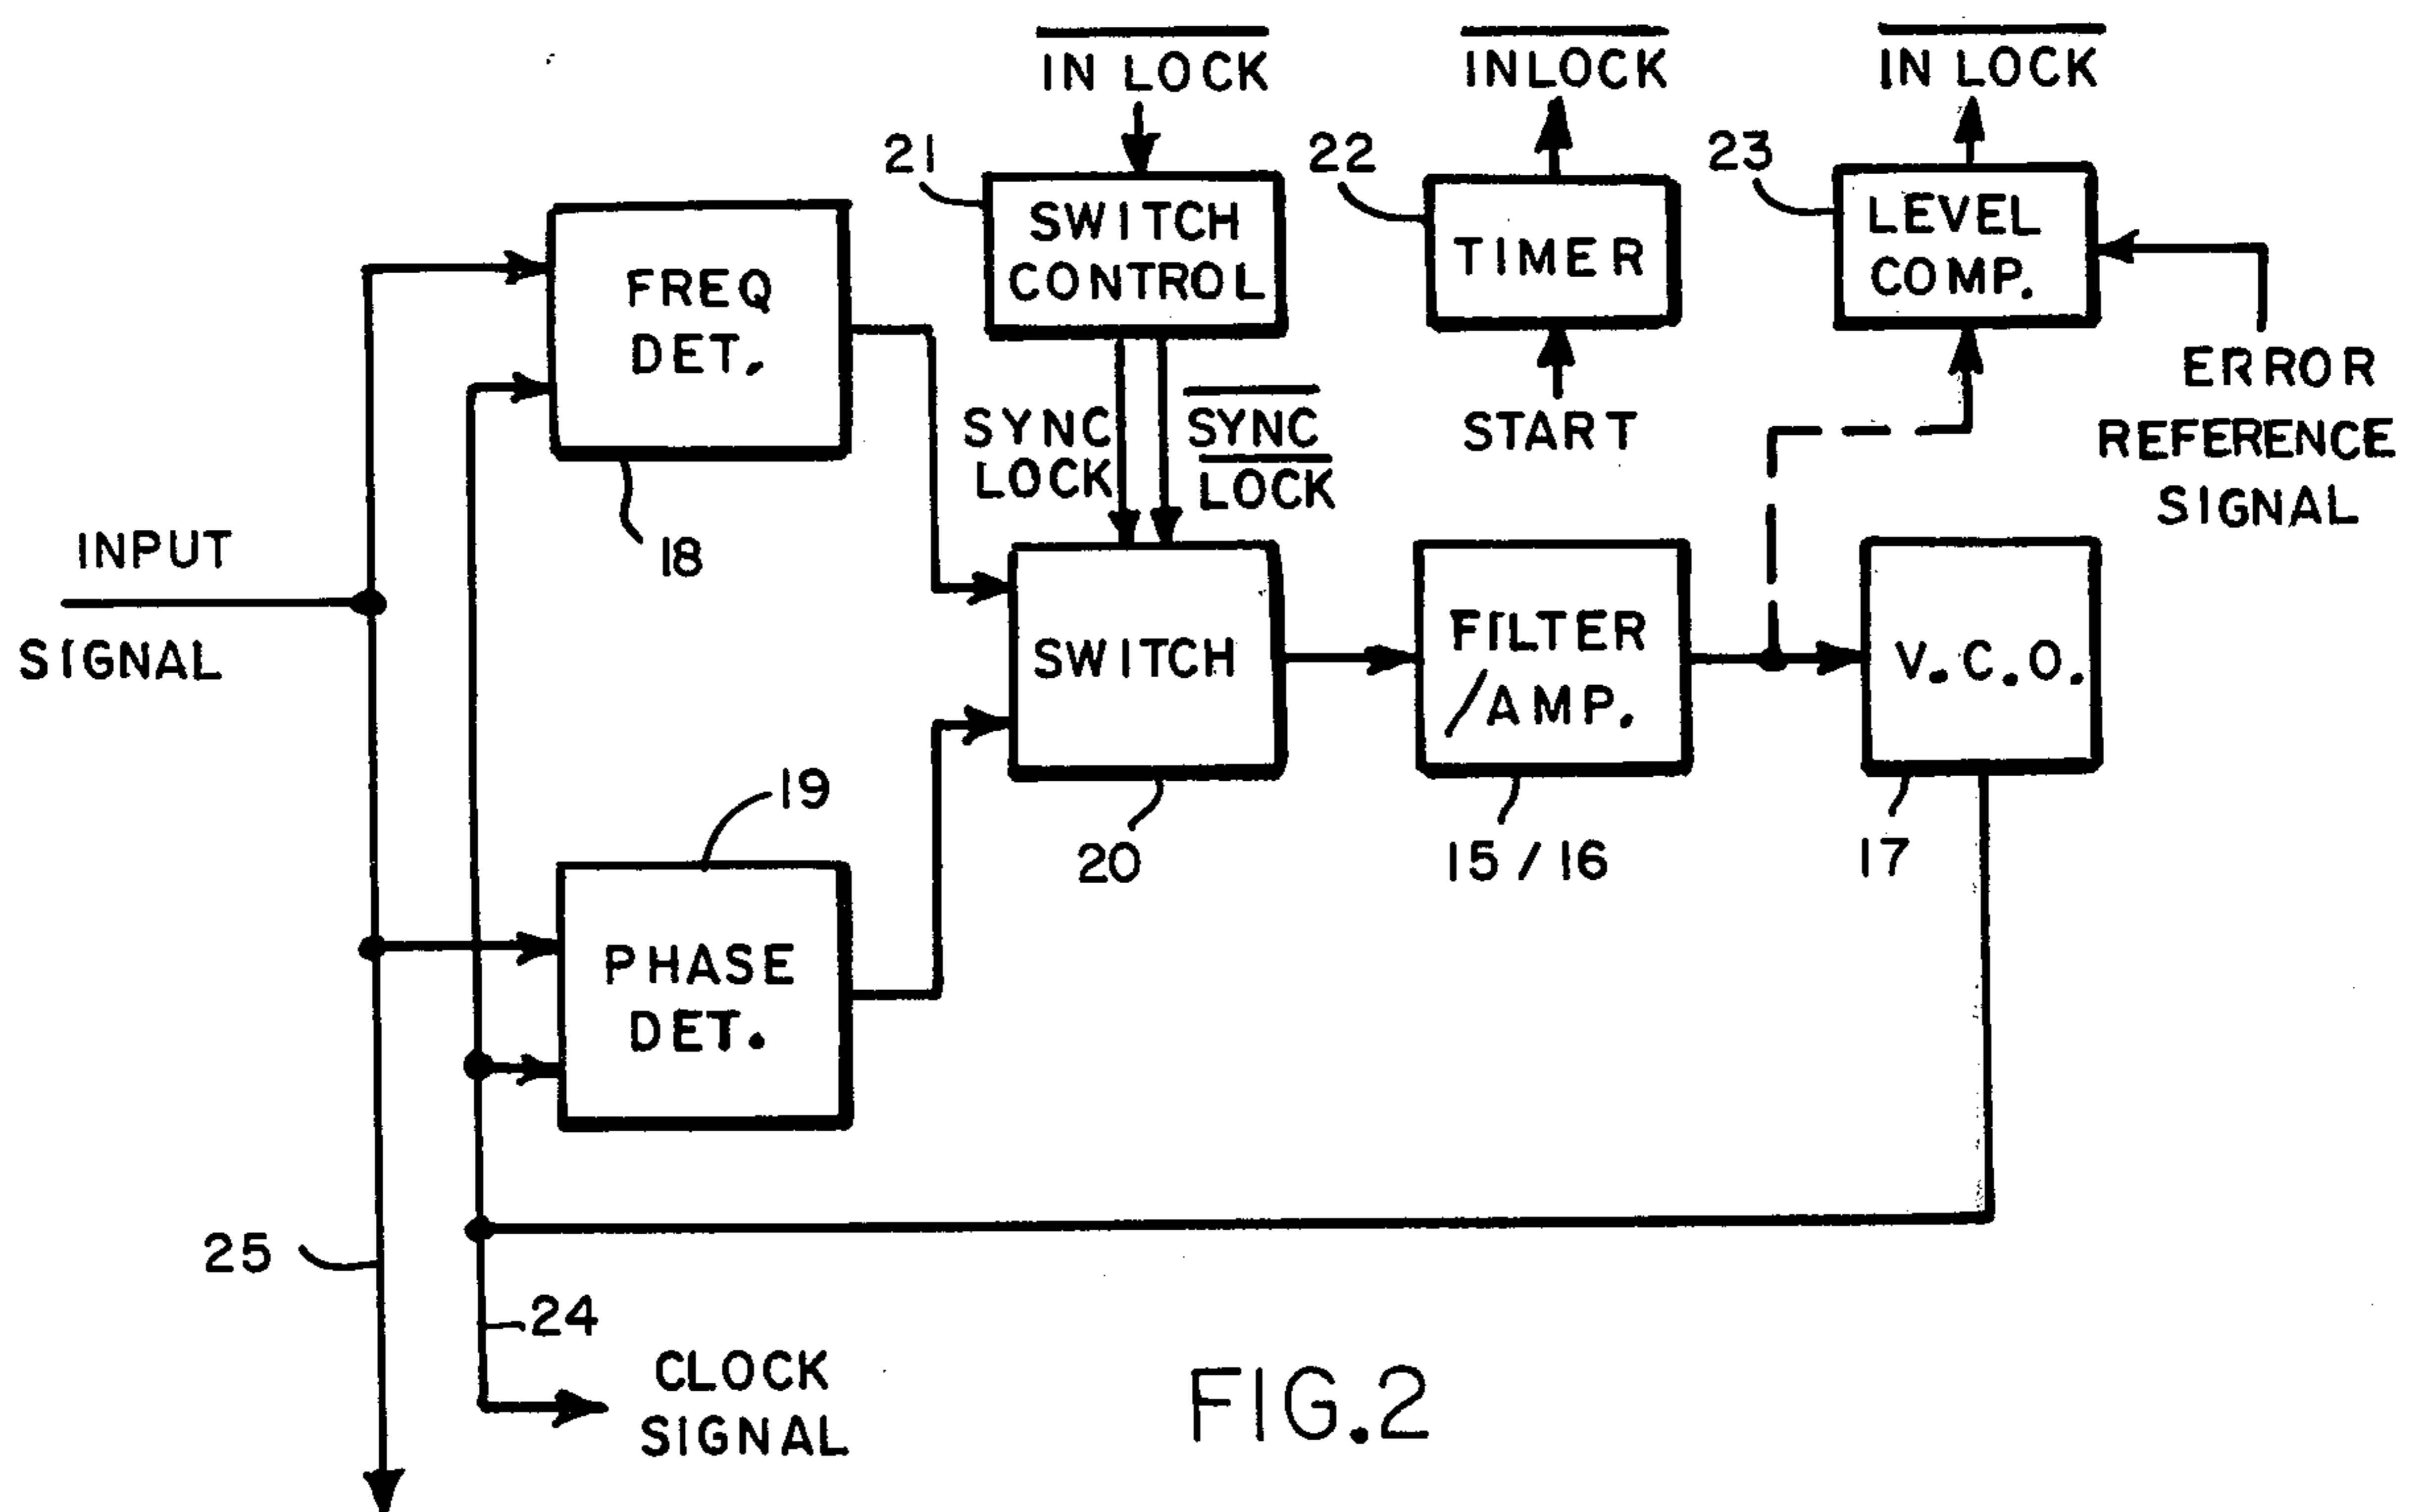 IN LOCK
INLOCK
IN LOCK
21
22
23
SWITCH
CONTROL
TIMER
LEVEL
COMP.
FREQ
DET.
18
SYNC
LOCK
SYNC
LOCK
START
ERROR
REFERENCE
SIGNAL
INPUT
SIGNAL
SWITCH
20
FILTER
/AMP.
15/16
V.C.O.
17
19
PHASE
DET.
25
24
CLOCK
SIGNAL
FIG.2